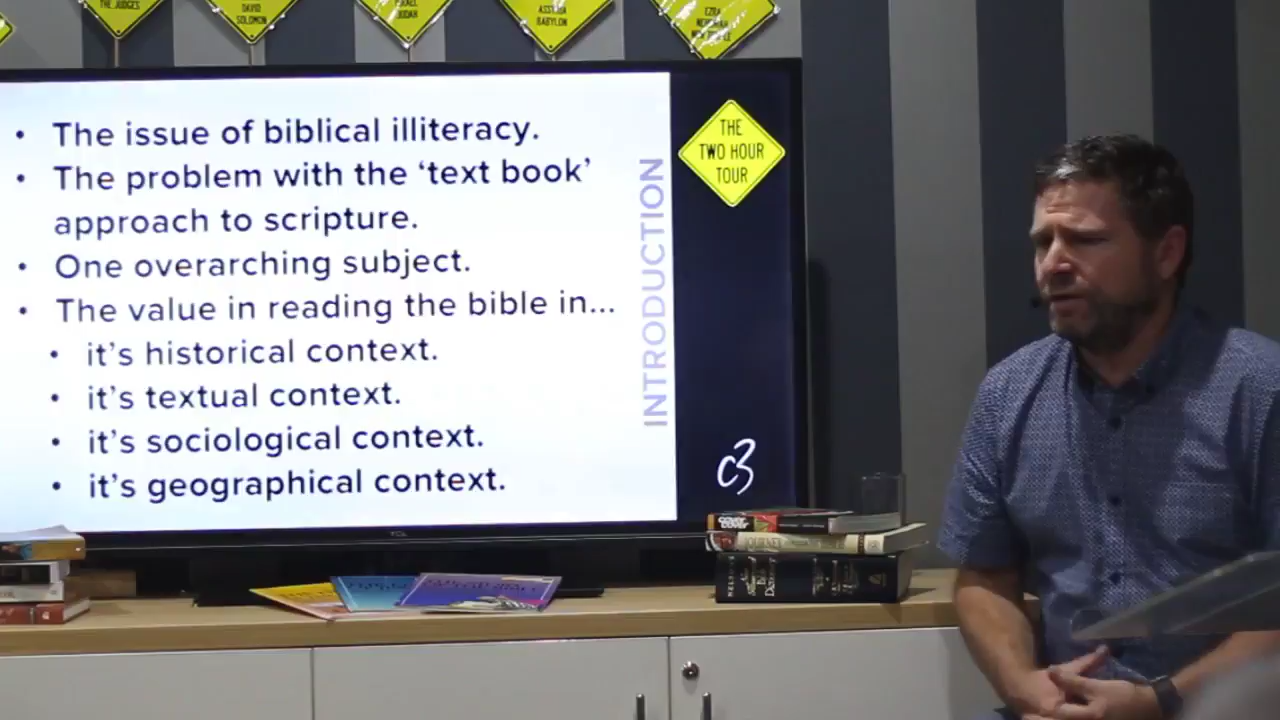 THE JUDGES
DAVID
SOLOMON
ISRAEL
JUDAH
ASSYRIA
BABYLON
EZRA
• The issue of biblical illiteracy.
• The problem with the ‘text book’
approach to scripture.
• One overarching subject.
• The value in reading the bible in...
• it’s historical context.
• it’s textual context.
• it’s sociological context.
• it’s geographical context.
INTRODUCTION
THE
TWO HOUR
TOUR
c3